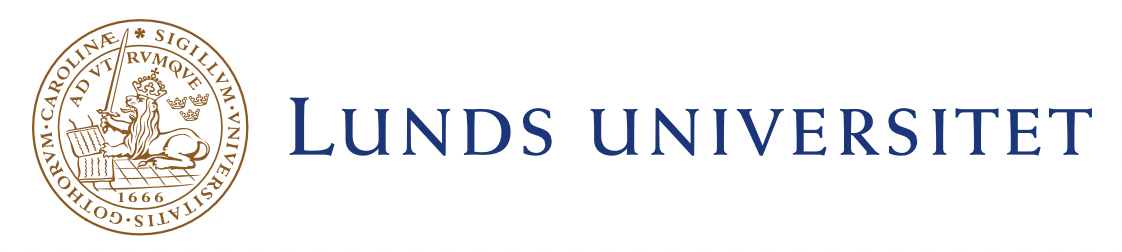 SIGILLVM·VNIVERSITATIS·GOTHORVM·CAROLINÆ *
AD VTRVMQVE
1666
LUNDS UNIVERSITET